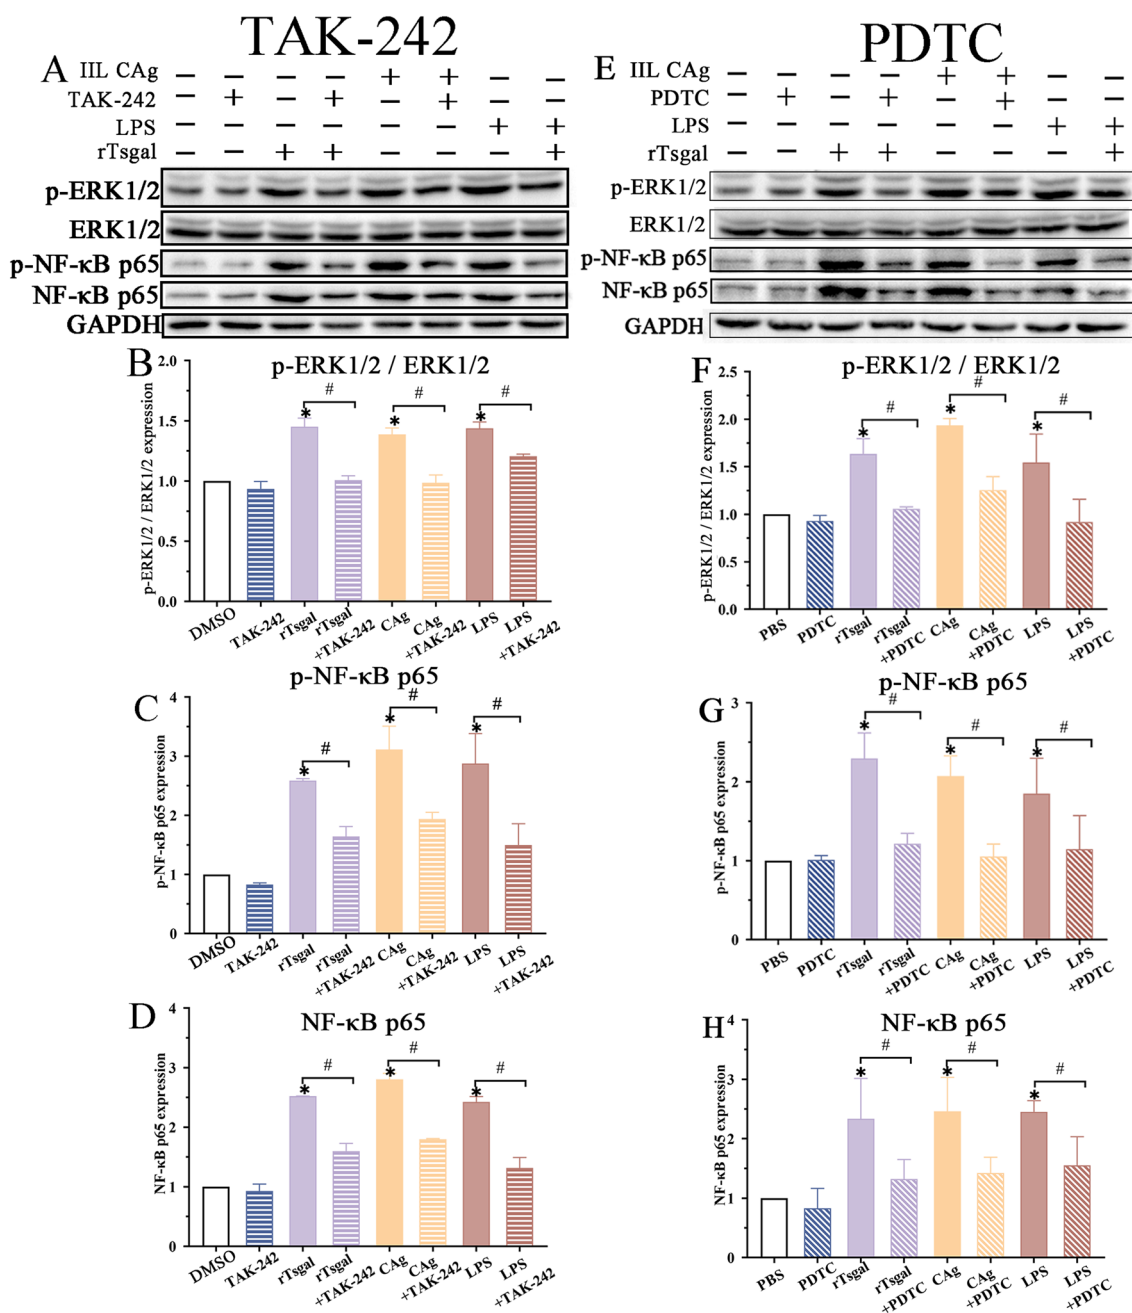 TAK-242
A
IIL CAg − − − − + + − −
TAK-242 − + − + − + − −
LPS − − − − − − + +
rTsgal − − + + − − − +
p-ERK1/2
ERK1/2
p-NF-κB p65
NF-κB p65
GAPDH
B
p-ERK1/2 / ERK1/2
p-ERK1/2 / ERK1/2 expression
2.0
1.5
1.0
0.5
0.0
* # * # * #
DMSO
TAK-242
rTsgal
rTsgal
+TAK-242
CAg
CAg
+TAK-242
LPS
LPS
+TAK-242
C
p-NF-κB p65
p-NF-κB p65 expression
4
3
2
1
0
* # * # * #
DMSO
TAK-242
rTsgal
rTsgal
+TAK-242
CAg
CAg
+TAK-242
LPS
LPS
+TAK-242
D
NF-κB p65
NF-κB p65 expression
4
3
2
1
0
* # * # * #
DMSO
TAK-242
rTsgal
rTsgal
+TAK-242
CAg
CAg
+TAK-242
LPS
LPS
+TAK-242
PDTC
E
IIL CAg − − − − + + − −
PDTC − + − + − + − −
LPS − − − − − − + +
rTsgal − − + + − − − +
p-ERK1/2
ERK1/2
p-NF-κB p65
NF-κB p65
GAPDH
F
p-ERK1/2 / ERK1/2
p-ERK1/2 / ERK1/2 expression
2.5
2.0
1.5
1.0
0.5
0.0
* # * # * #
PBS
PDTC
rTsgal
rTsgal
+PDTC
CAg
CAg
+PDTC
LPS
LPS
+PDTC
G
p-NF-κB p65
p-NF-κB p65 expression
3
2
1
0
* # * # * #
PBS
PDTC
rTsgal
rTsgal
+PDTC
CAg
CAg
+PDTC
LPS
LPS
+PDTC
H
NF-κB p65
NF-κB p65 expression
4
3
2
1
0
* # * # * #
PBS
PDTC
rTsgal
rTsgal
+PDTC
CAg
CAg
+PDTC
LPS
LPS
+PDTC